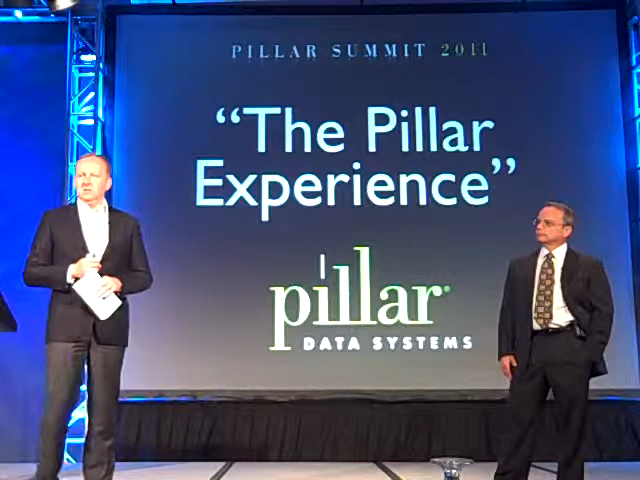 PILLAR SUMMIT 2011
“The Pillar
Experience”
pillar
DATA SYSTEMS